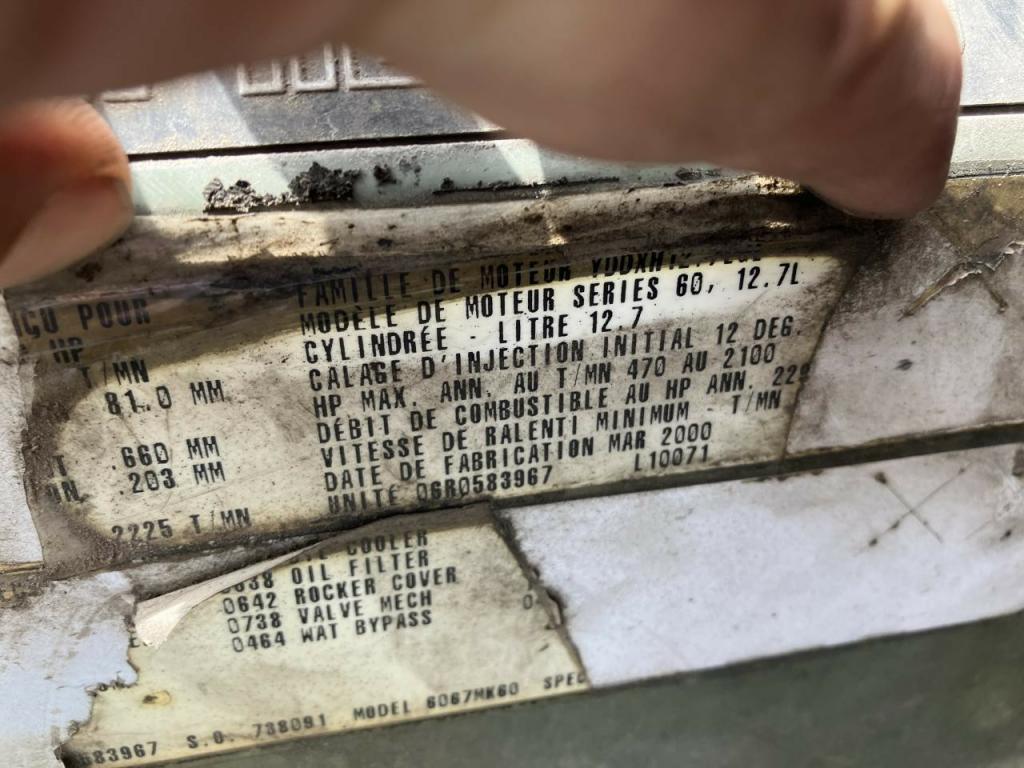 FAMILLE DE MOTEUR
MODÈLE DE MOTEUR SERIES 60, 12.7L
CYLINDRÉE - LITRE 12.7
CALAGE D'INJECTION INITIAL 12 DEG.
HP MAX. ANN. AU T/MN 470 AU 2100
DÉBIT DE COMBUSTIBLE AU HP ANN.
VITESSE DE RALENTI MINIMUM - T/MN
DATE DE FABRICATION MAR 2000
UNITÉ 06R0583967 L10071
POUR
HP
T/MN
81.0 MM
.660 MM
.203 MM
2225 T/MN
COOLER
OIL FILTER
0642 ROCKER COVER
0738 VALVE MECH
0464 WAT BYPASS
583967 S.O. 738091 MODEL 6067MK60 SPEC